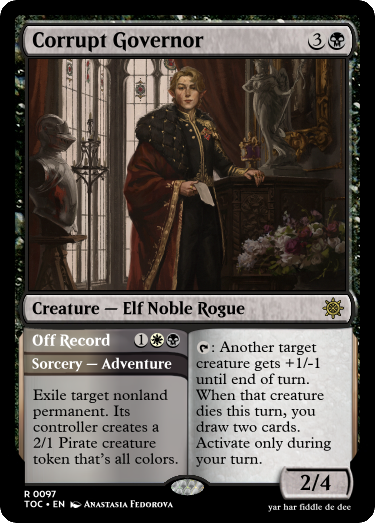 Corrupt Governor 3
Creature — Elf Noble Rogue
Off Record 1
Sorcery — Adventure
Exile target nonland
permanent. Its
controller creates a
2/1 Pirate creature
token that's all colors.
: Another target
creature gets +1/-1
until end of turn.
When that creature
dies this turn, you
draw two cards.
Activate only during
your turn.
2/4
R 0097
TOC • EN Anastasia Fedorova
yar har fiddle de dee